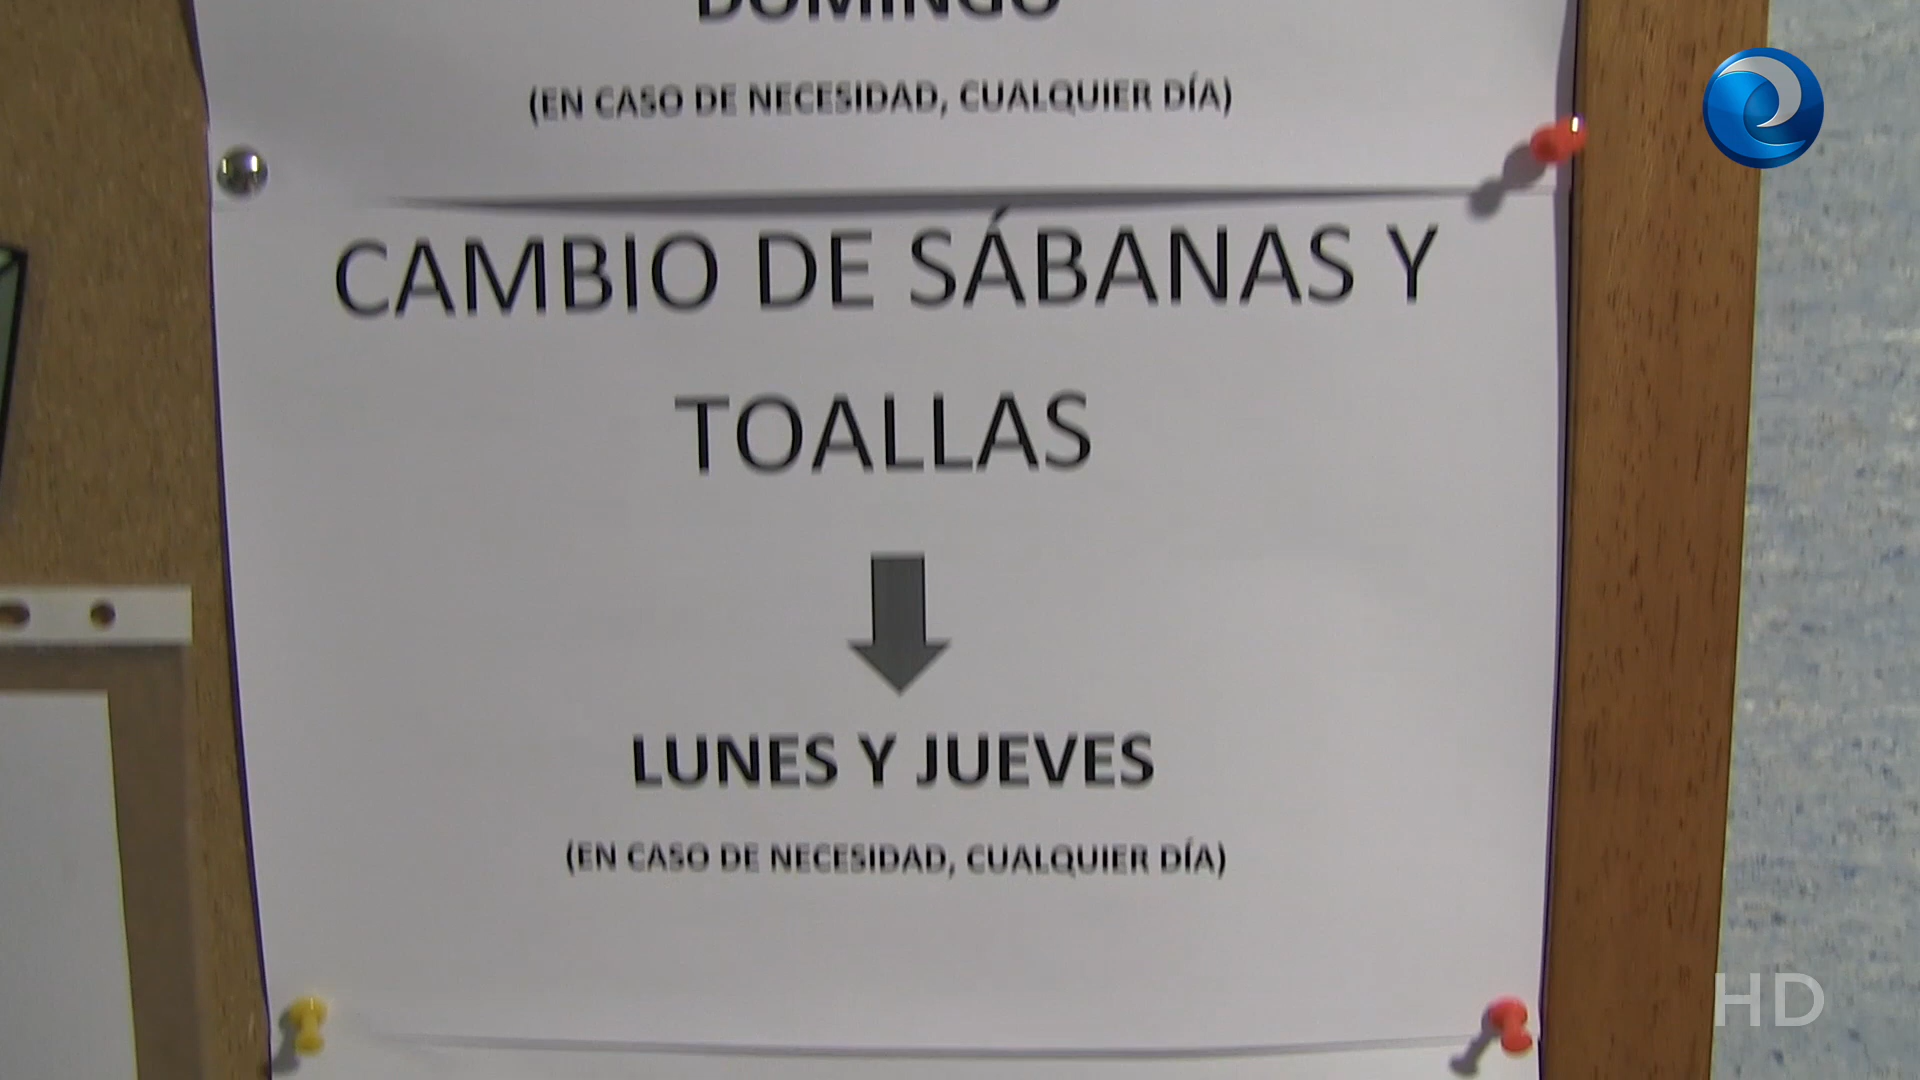 DOMINGO
(EN CASO DE NECESIDAD, CUALQUIER DÍA)
CAMBIO DE SÁBANAS Y
TOALLAS
LUNES Y JUEVES
(EN CASO DE NECESIDAD, CUALQUIER DÍA)
HD